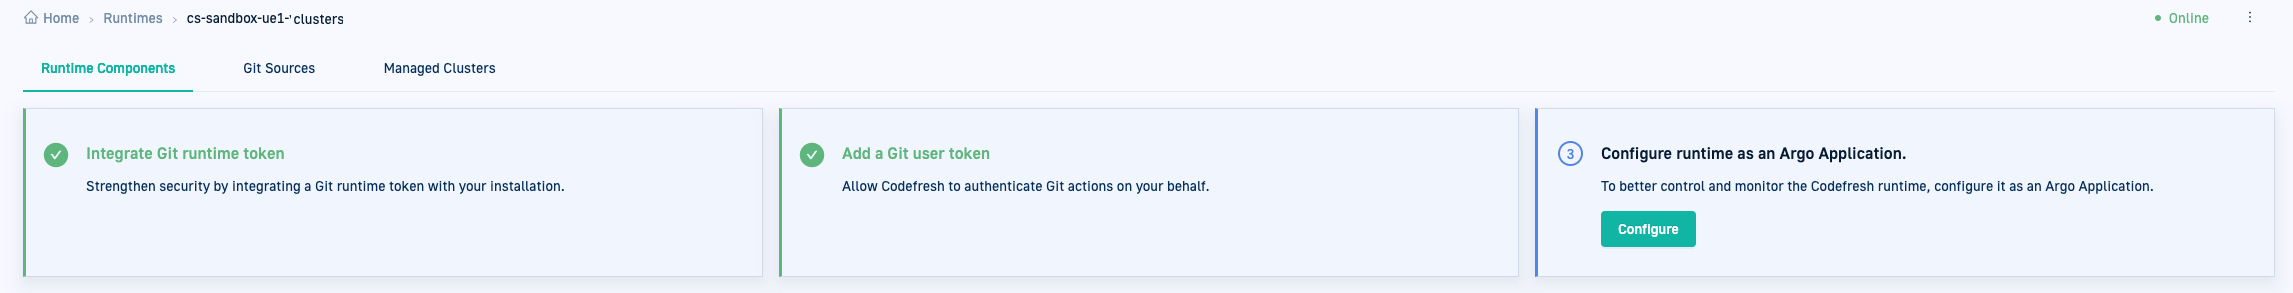 Home > Runtimes > cs-sandbox-ue1-'clusters
Online
Runtime Components Git Sources Managed Clusters
Integrate Git runtime token
Strengthen security by integrating a Git runtime token with your installation.
Add a Git user token
Allow Codefresh to authenticate Git actions on your behalf.
3 Configure runtime as an Argo Application.
To better control and monitor the Codefresh runtime, configure it as an Argo Application.
Configure